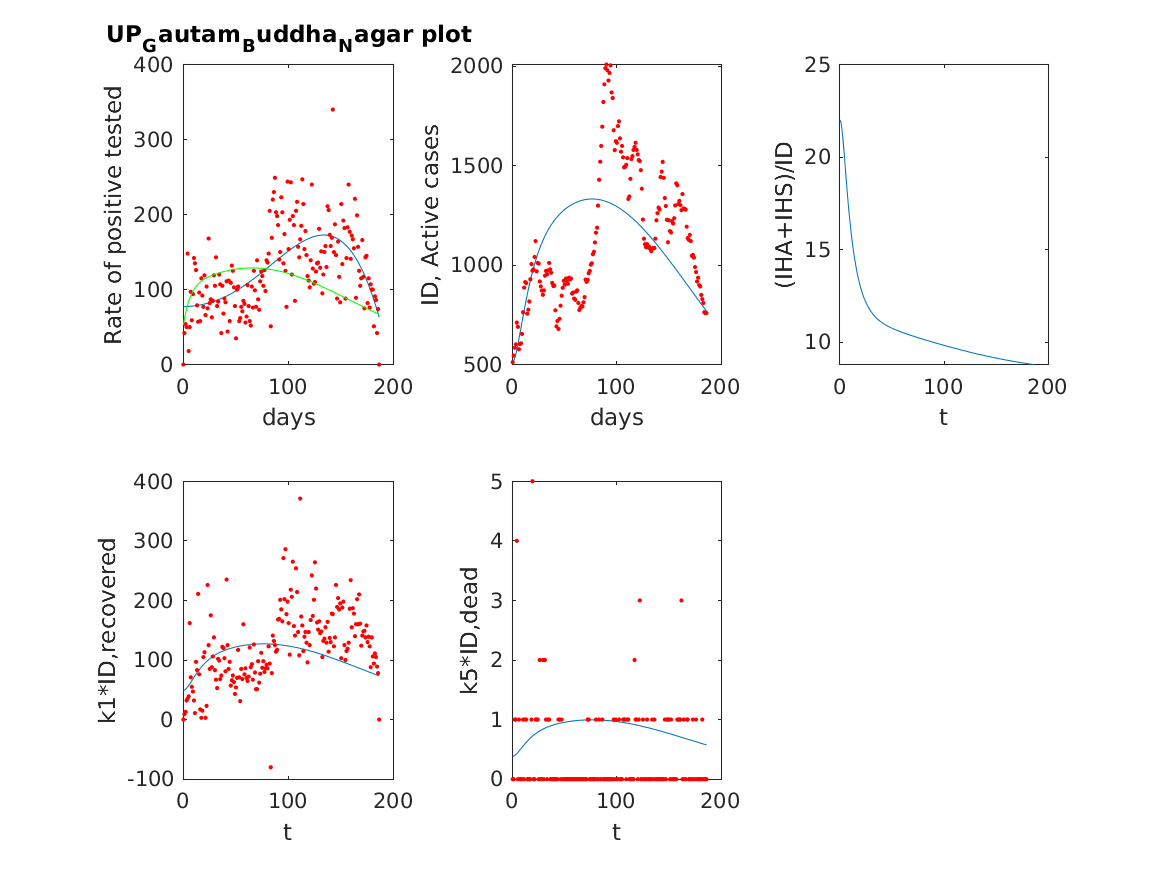 UP_Gautam_Buddha_Nagar plot
400
300
200
100
0
Rate of positive tested
0 100 200
days
2000
1500
1000
500
ID, Active cases
0 100 200
days
25
20
15
10
(IHA+IHS)/ID
0 100 200
t
400
300
200
100
0
-100
k1*ID,recovered
0 100 200
t
5
4
3
2
1
0
k5*ID,dead
0 100 200
t